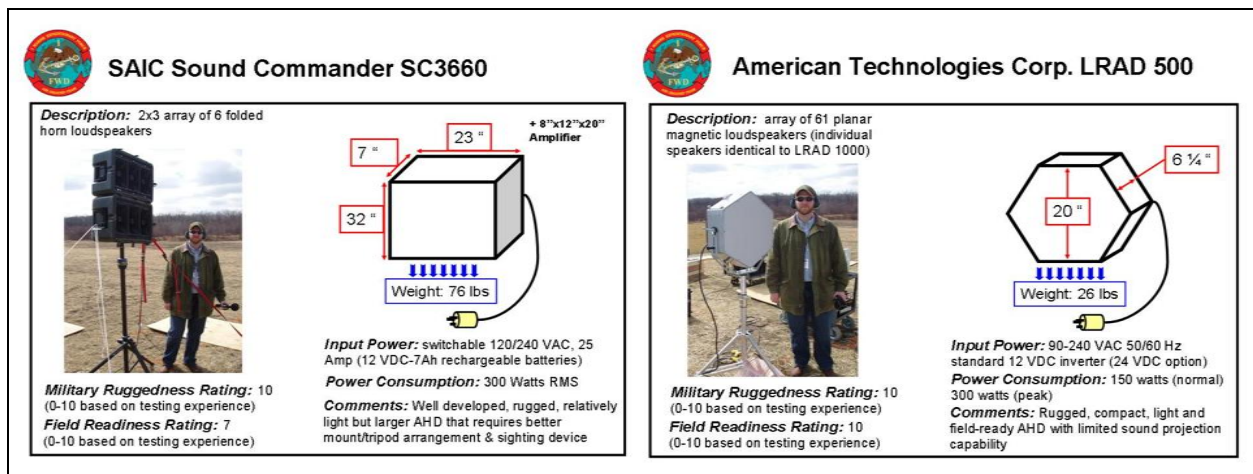 SAIC Sound Commander SC3660
Description: 2x3 array of 6 folded
horn loudspeakers
+ 8”x12”x20”
Amplifier
23 “
7 “
32 “
Weight: 76 lbs
Input Power: switchable 120/240 VAC, 25
Amp (12 VDC-7Ah rechargeable batteries)
Power Consumption: 300 Watts RMS
Comments: Well developed, rugged, relatively
light but larger AHD that requires better
mount/tripod arrangement & sighting device
Military Ruggedness Rating: 10
(0-10 based on testing experience)
Field Readiness Rating: 7
(0-10 based on testing experience)
American Technologies Corp. LRAD 500
Description: array of 61 planar
magnetic loudspeakers (individual
speakers identical to LRAD 1000)
6 ¼ “
20 “
Weight: 26 lbs
Input Power: 90-240 VAC 50/60 Hz
standard 12 VDC inverter (24 VDC option)
Power Consumption: 150 watts (normal)
300 watts (peak)
Comments: Rugged, compact, light and
field-ready AHD with limited sound projection
capability
Military Ruggedness Rating: 10
(0-10 based on testing experience)
Field Readiness Rating: 10
(0-10 based on testing experience)
FWD
FWD